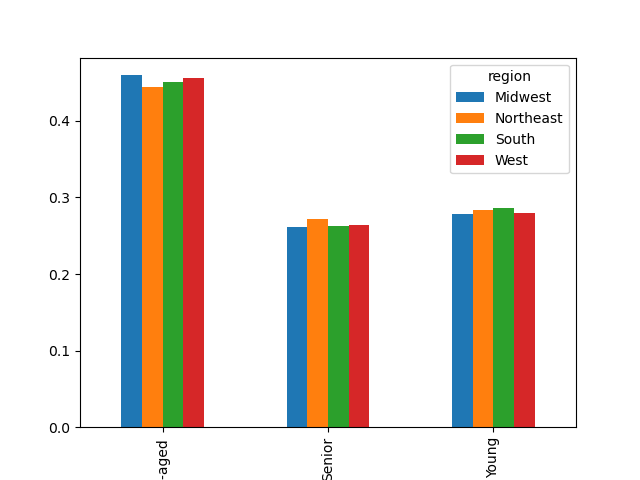 region
Midwest
Northeast
South
West
0.4
0.3
0.2
0.1
0.0
-aged
Senior
Young